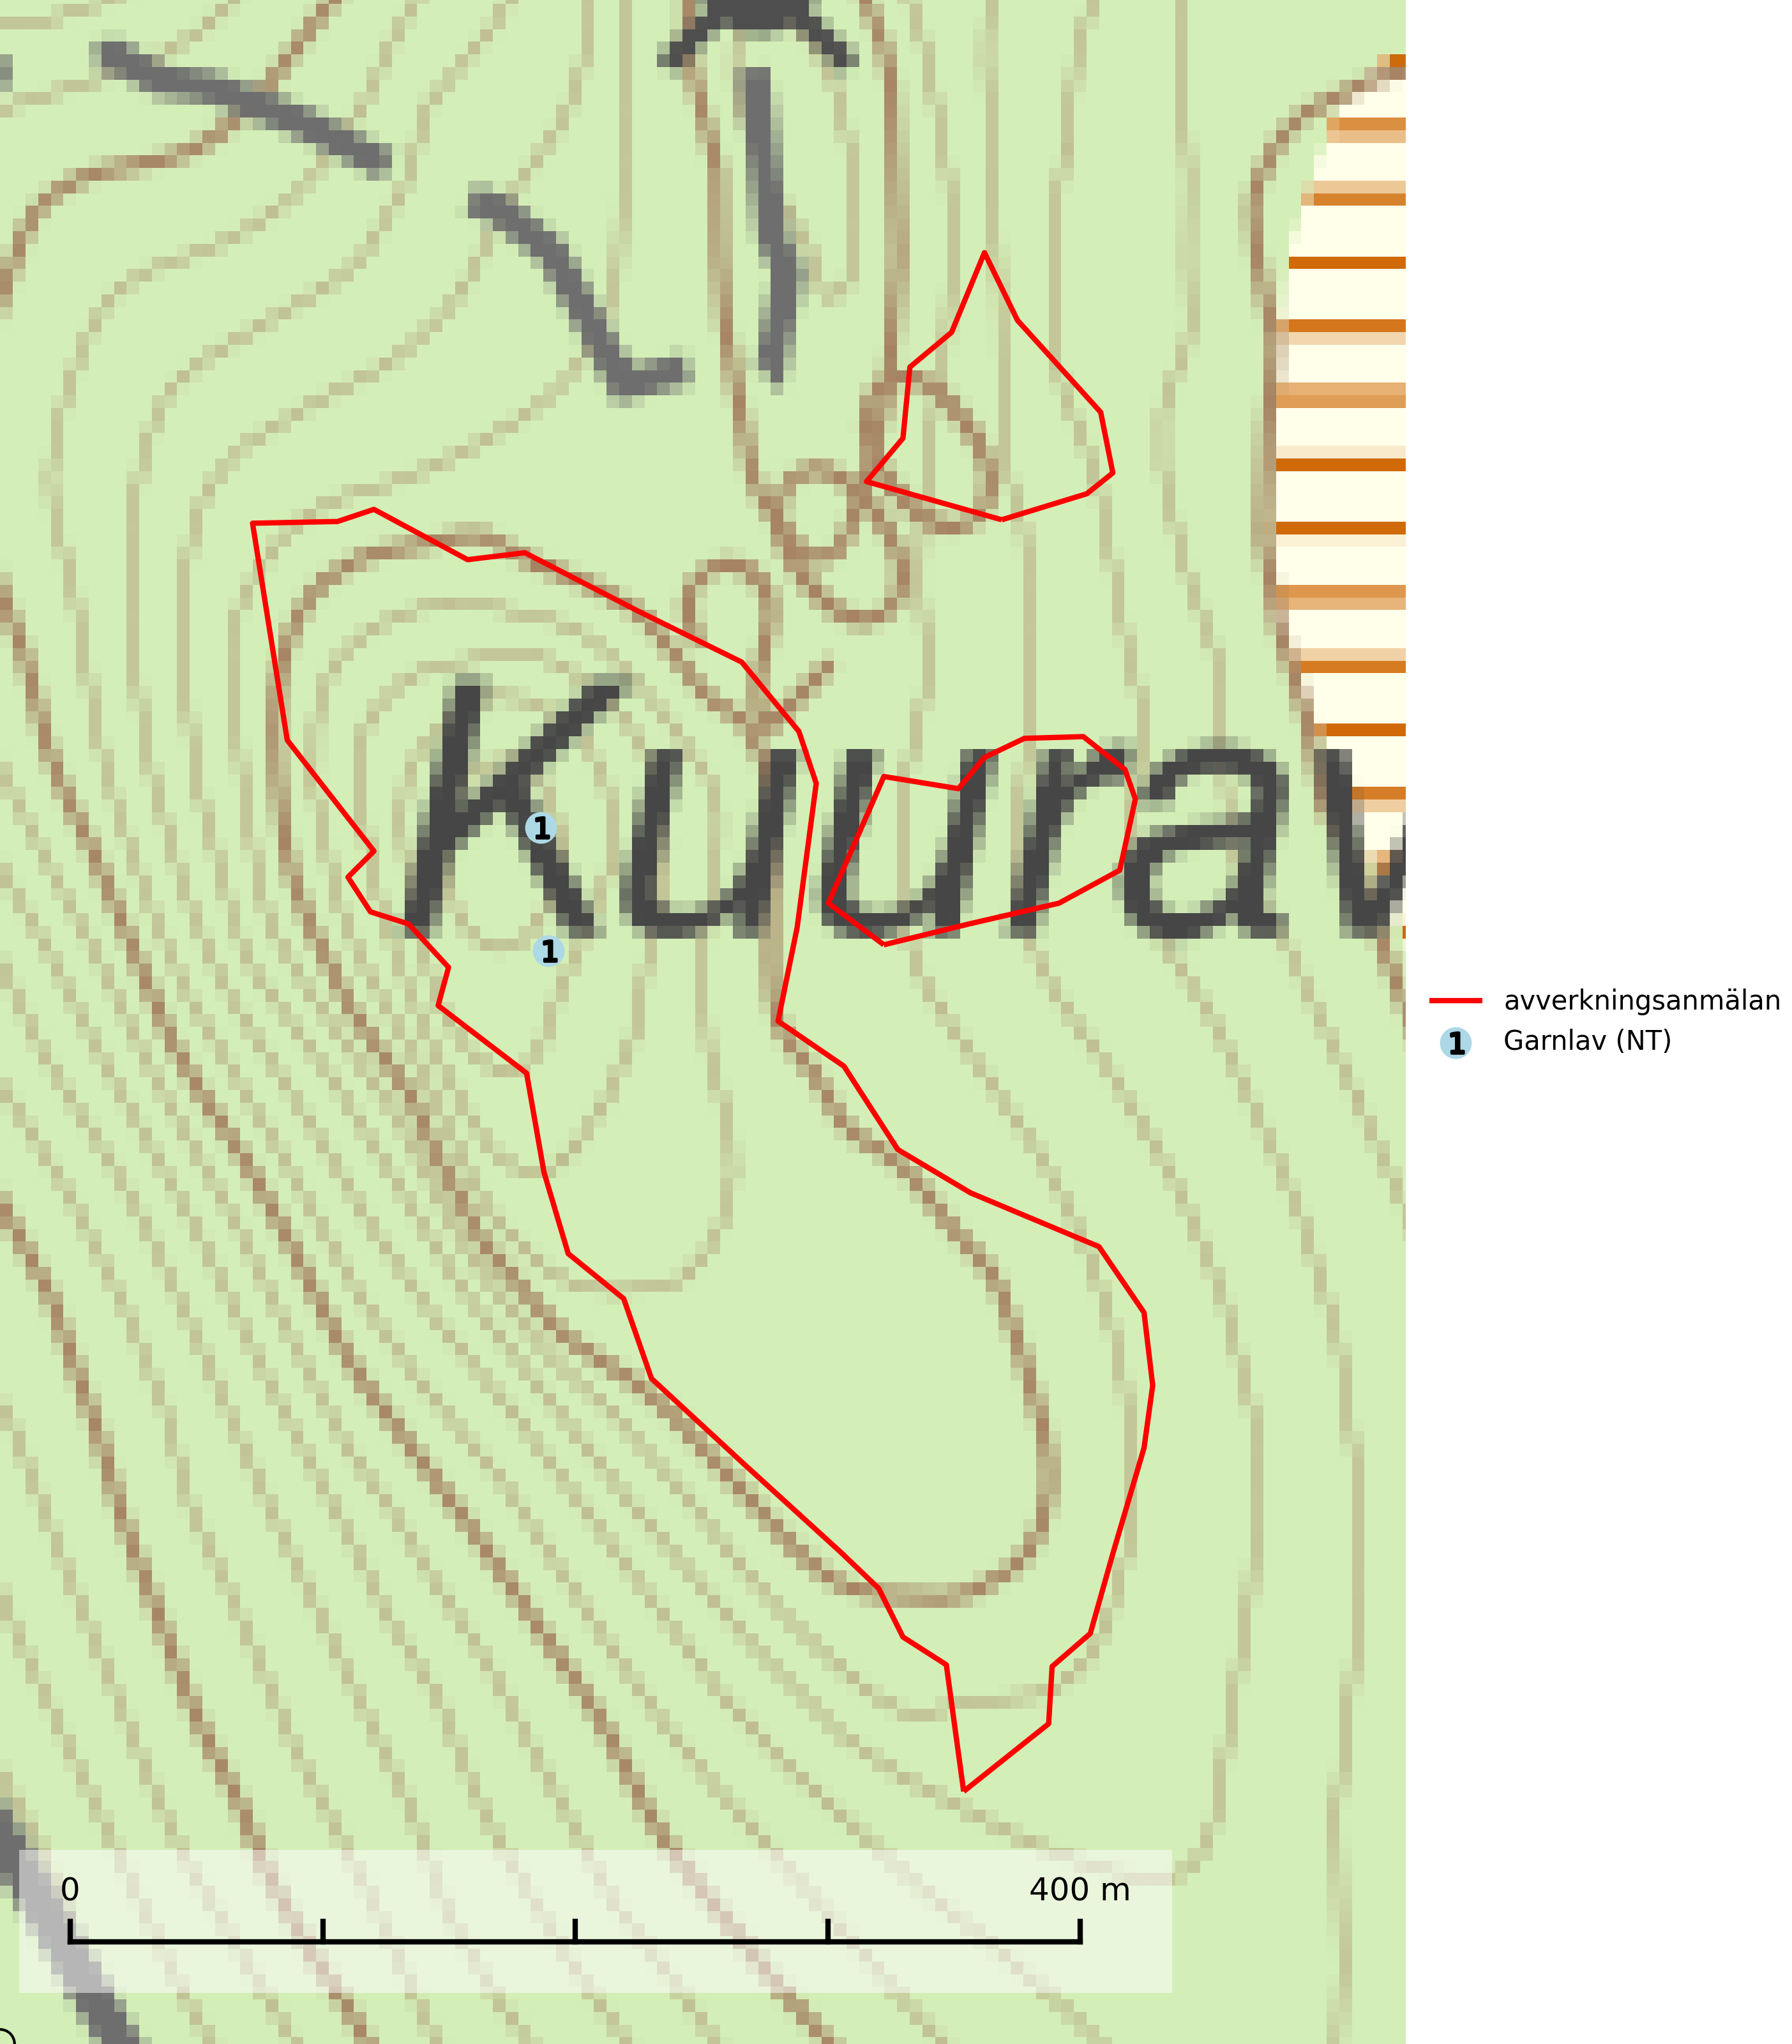 Kuurav
1
1
avverkningsanmälan
1 Garnlav (NT)
0 400 m